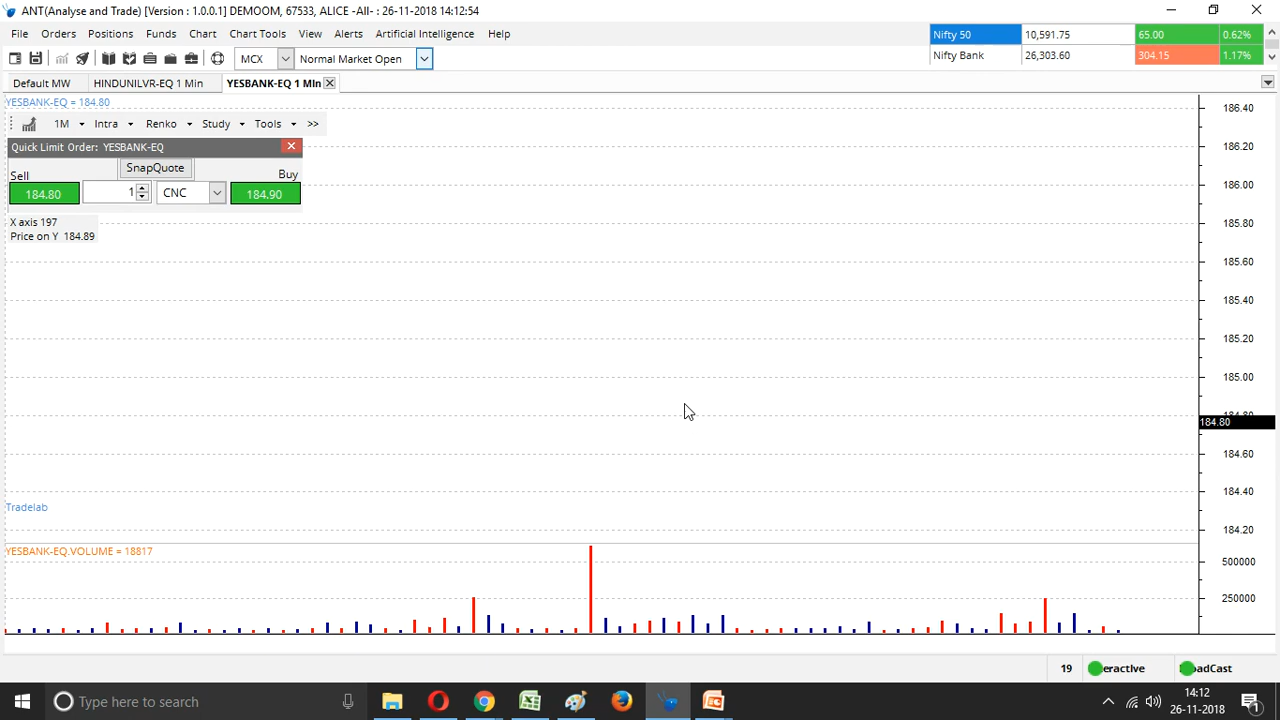 ANT(Analyse and Trade) [Version : 1.0.0.1] DEMOOM, 67533, ALICE -All- : 26-11-2018 14:12:54
File Orders Positions Funds Chart Chart Tools View Alerts Artificial Intelligence Help
Nifty 50 10,591.75 65.00 0.62%
MCX Normal Market Open
Nifty Bank 26,303.60 304.15 1.17%
Default MW HINDUNILVR-EQ 1 Min YESBANK-EQ 1 Min
YESBANK-EQ = 184.80
1M Intra Renko Study Tools >>
Quick Limit Order: YESBANK-EQ
SnapQuote
Sell Buy
184.80 1 CNC 184.90
X axis 197
Price on Y 184.89
186.40
186.20
186.00
185.80
185.60
185.40
185.20
185.00
184.80
184.80
184.60
184.40
184.20
Tradelab
YESBANK-EQ.VOLUME = 18817
500000
250000
19 eractive adCast
Type here to search
14:12
26-11-2018
1